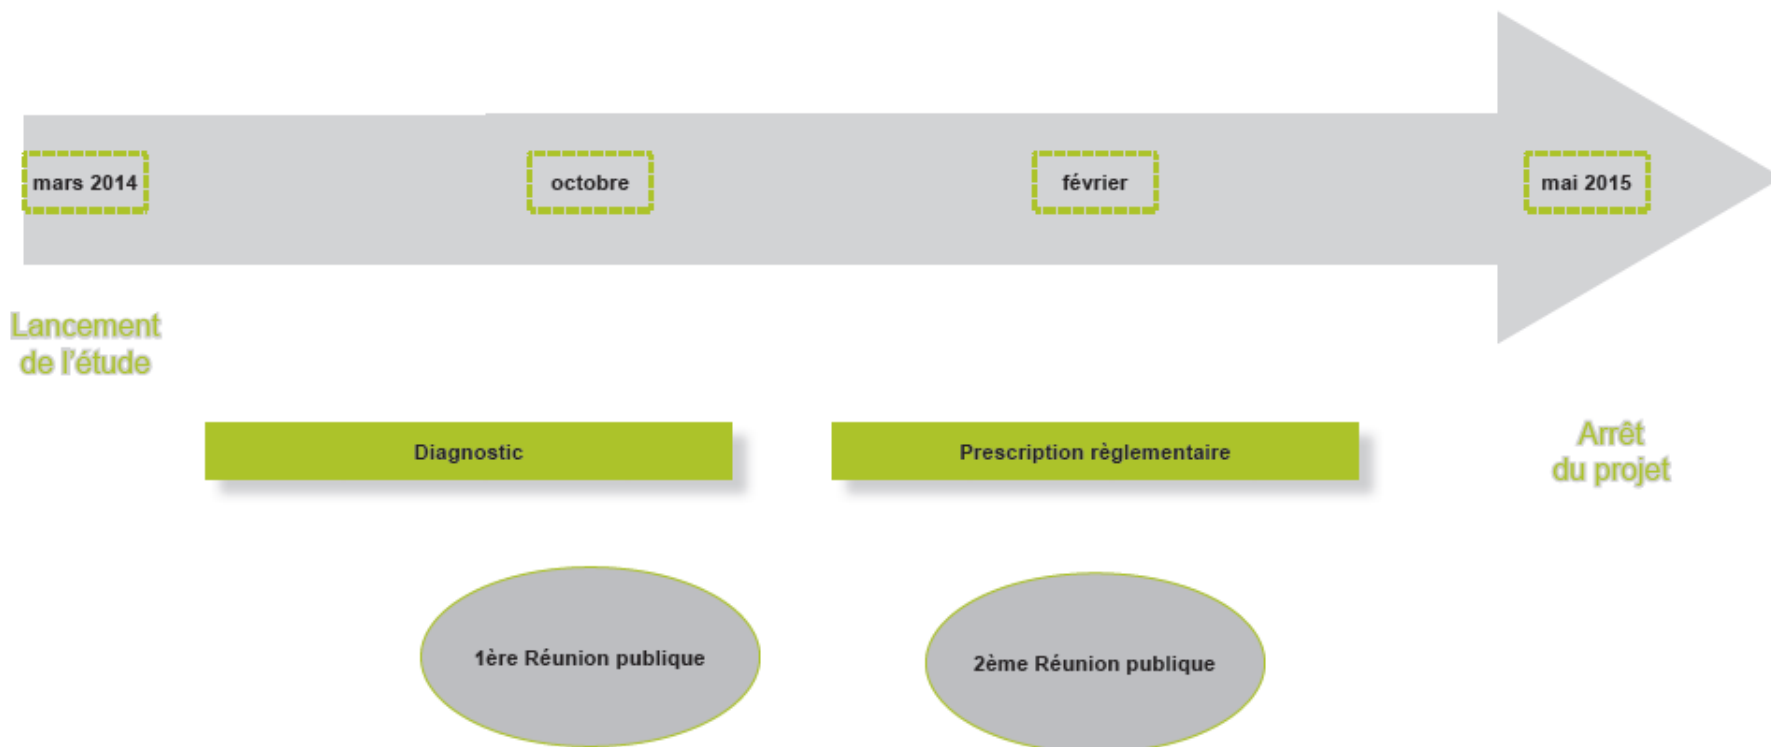 mars 2014
octobre
février
mai 2015
Lancement
de l'étude
Diagnostic
Prescription règlementaire
Arrêt
du projet
1ère Réunion publique
2ème Réunion publique